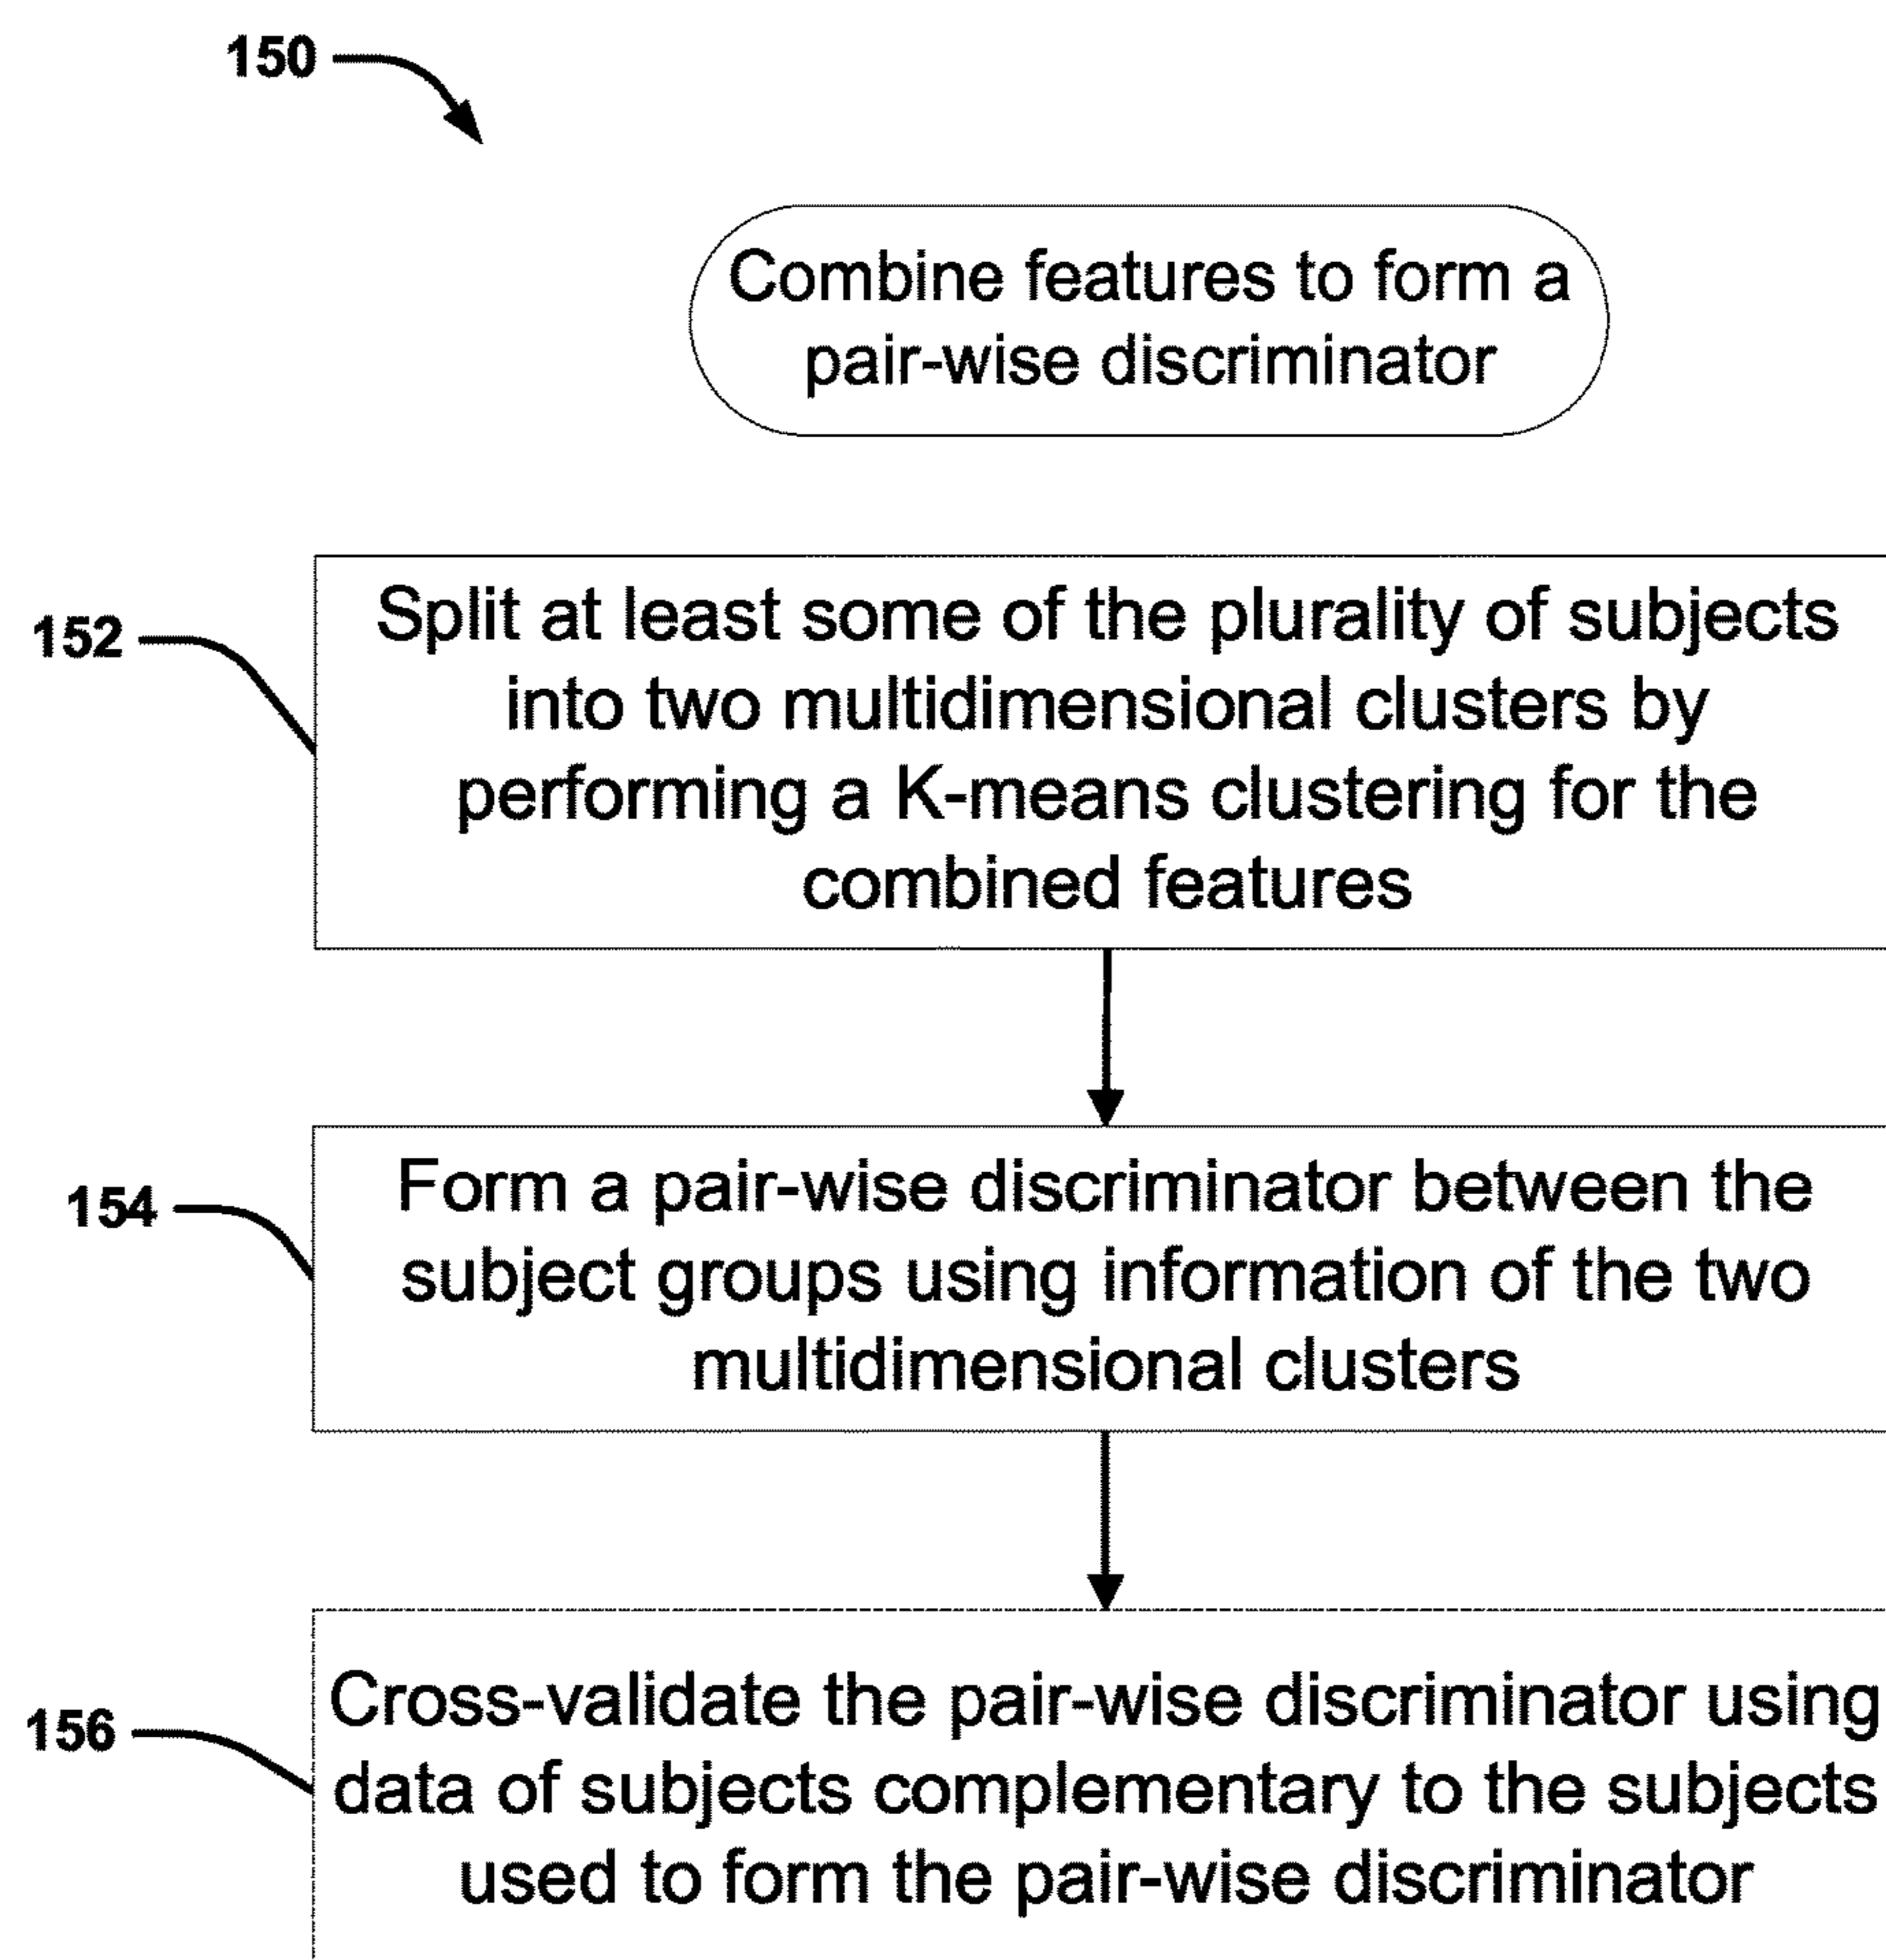 150
Combine features to form a
pair-wise discriminator
152
Split at least some of the plurality of subjects
into two multidimensional clusters by
performing a K-means clustering for the
combined features
154
Form a pair-wise discriminator between the
subject groups using information of the two
multidimensional clusters
156
Cross-validate the pair-wise discriminator using
data of subjects complementary to the subjects
used to form the pair-wise discriminator